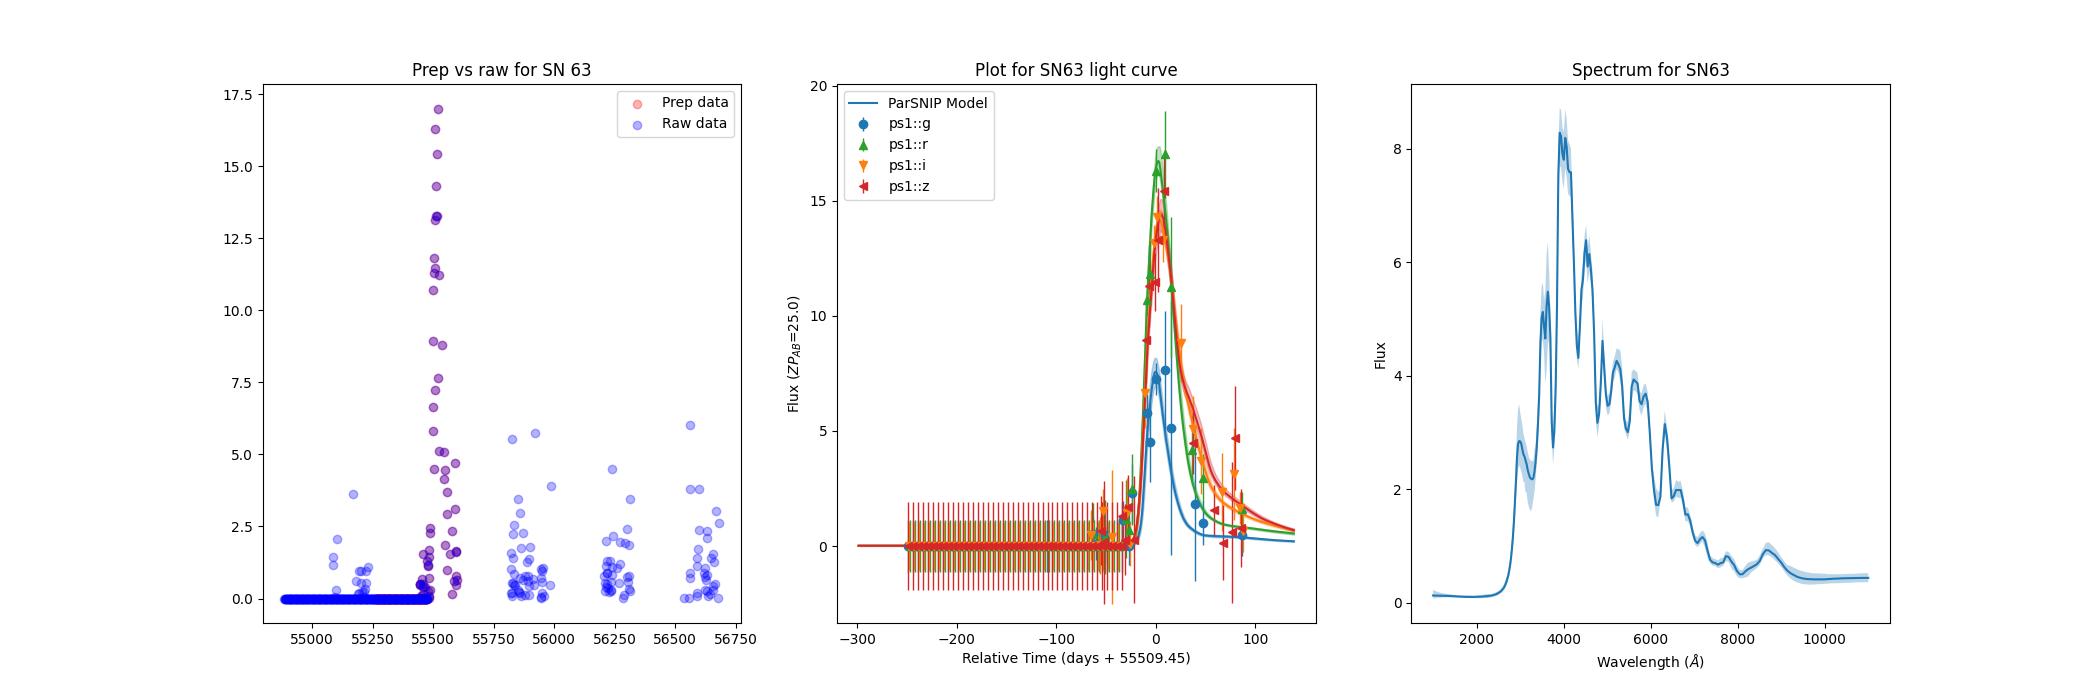 Prep vs raw for SN 63
17.5
15.0
12.5
10.0
7.5
5.0
2.5
0.0
55000
55250
55500
55750
56000
56250
56500
56750
Prep data
Raw data
Plot for SN63 light curve
Flux (ZP_AB=25.0)
20
15
10
5
0
−300
−200
−100
0
100
Relative Time (days + 55509.45)
ParSNIP Model
ps1::g
ps1::r
ps1::i
ps1::z
Spectrum for SN63
Flux
8
6
4
2
0
2000
4000
6000
8000
10000
Wavelength (Å)